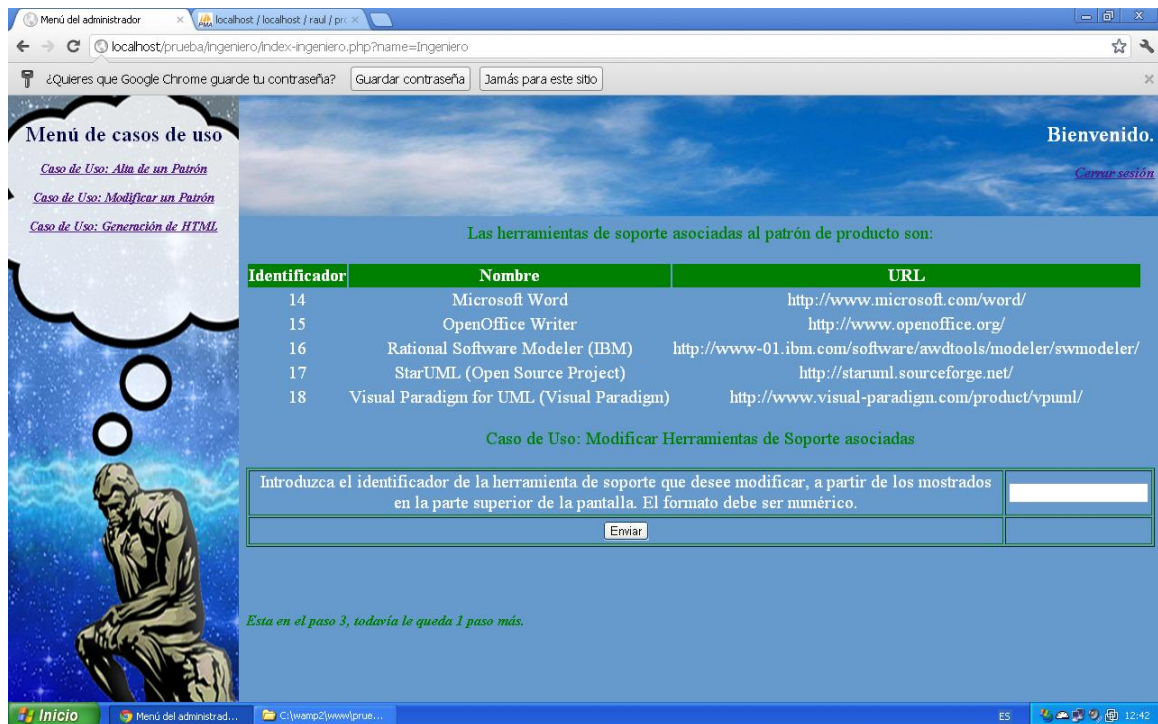 Menú del administrador
localhost / localhost / raul / pro
localhost/prueba/ingeniero/index-ingeniero.php?name=Ingeniero
¿Quieres que Google Chrome guarde tu contraseña? Guardar contraseña Jamás para este sitio
Menú de casos de uso
Caso de Uso: Alta de un Patrón
Caso de Uso: Modificar un Patrón
Caso de Uso: Generación de HTML
Bienvenido.
Cerrar sesión
Las herramientas de soporte asociadas al patrón de producto son:
Identificador Nombre URL
14 Microsoft Word http://www.microsoft.com/word/
15 OpenOffice Writer http://www.openoffice.org/
16 Rational Software Modeler (IBM) http://www-01.ibm.com/software/awdtools/modeler/swmodeler/
17 StarUML (Open Source Project) http://staruml.sourceforge.net/
18 Visual Paradigm for UML (Visual Paradigm) http://www.visual-paradigm.com/product/vpuml/
Caso de Uso: Modificar Herramientas de Soporte asociadas
Introduzca el identificador de la herramienta de soporte que desee modificar, a partir de los mostrados
en la parte superior de la pantalla. El formato debe ser numérico.
Enviar
Esta en el paso 3, todavía le queda 1 paso más.
Inicio
Menú del administrad...
C:\wamp2\www\prue...
ES
12:42